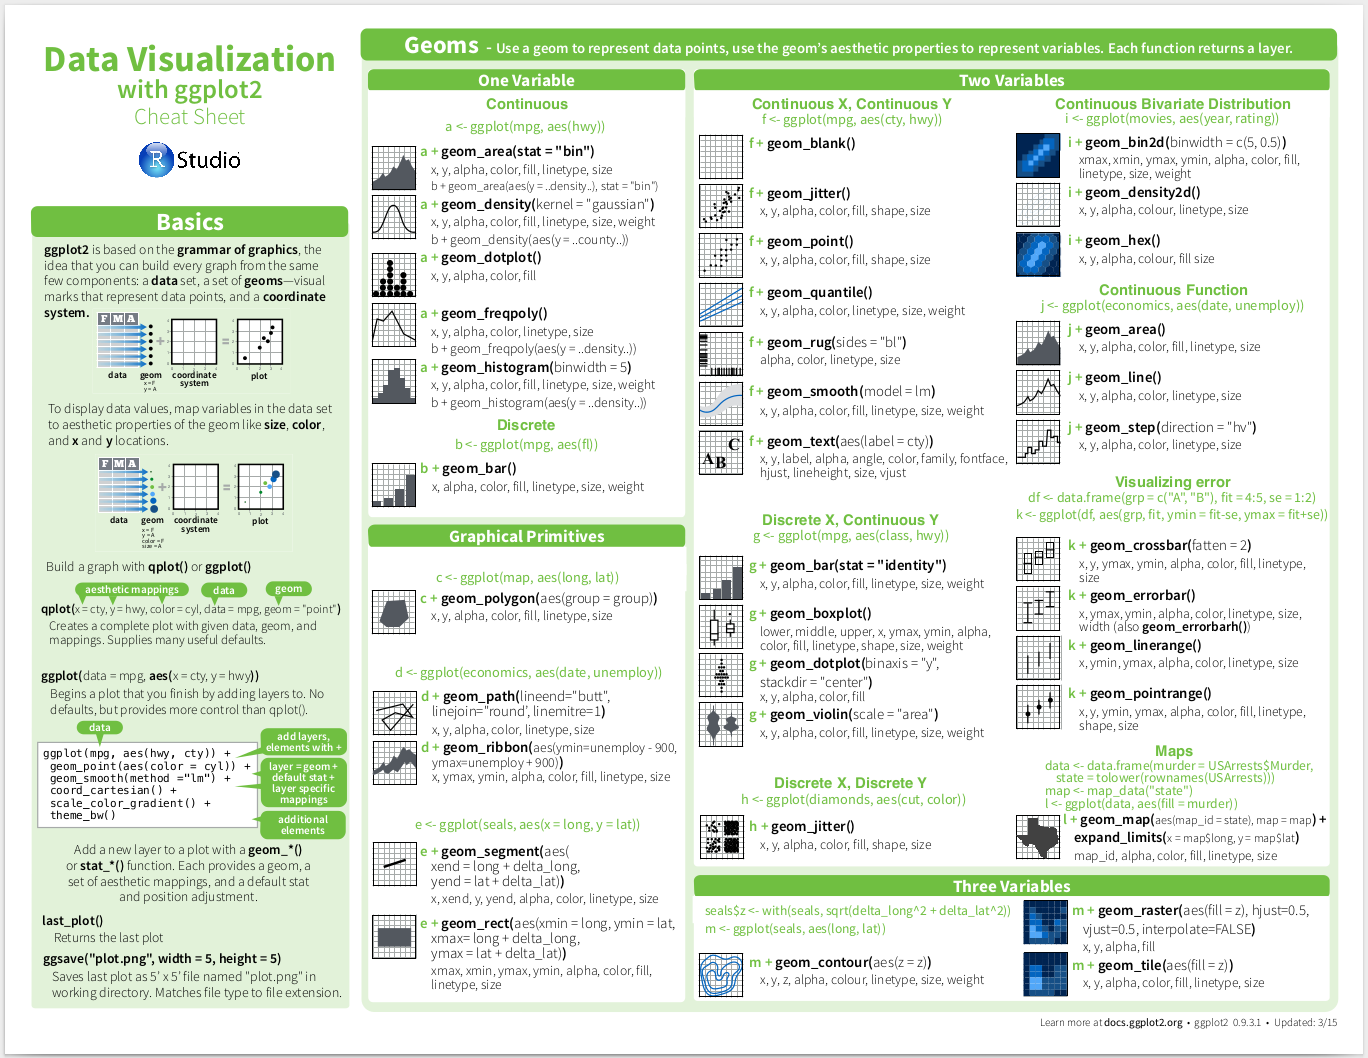 Data Visualization
with ggplot2
Cheat Sheet
R Studio
Basics
ggplot2 is based on the grammar of graphics, the
idea that you can build every graph from the same
few components: a data set, a set of geoms—visual
marks that represent data points, and a coordinate
system.
F M A
data
geom
x = F
y = A
coordinate
system
plot
To display data values, map variables in the data set
to aesthetic properties of the geom like size, color,
and x and y locations.
F M A
data
geom
x = F
y = A
color = F
size = A
coordinate
system
plot
Build a graph with qplot() or ggplot()
aesthetic mappings
data
geom
qplot(x = cty, y = hwy, color = cyl, data = mpg, geom = "point")
Creates a complete plot with given data, geom, and
mappings. Supplies many useful defaults.
ggplot(data = mpg, aes(x = cty, y = hwy))
Begins a plot that you finish by adding layers to. No
defaults, but provides more control than qplot().
data
ggplot(mpg, aes(hwy, cty)) +
geom_point(aes(color = cyl)) +
geom_smooth(method ="lm") +
coord_cartesian() +
scale_color_gradient() +
theme_bw()
add layers,
elements with +
layer = geom +
default stat +
layer specific
mappings
additional
elements
Add a new layer to a plot with a geom_*()
or stat_*() function. Each provides a geom, a
set of aesthetic mappings, and a default stat
and position adjustment.
last_plot()
Returns the last plot
ggsave("plot.png", width = 5, height = 5)
Saves last plot as 5' x 5' file named "plot.png" in
working directory. Matches file type to file extension.
Geoms - Use a geom to represent data points, use the geom's aesthetic properties to represent variables. Each function returns a layer.
One Variable
Continuous
a <- ggplot(mpg, aes(hwy))
a + geom_area(stat = "bin")
x, y, alpha, color, fill, linetype, size
b + geom_area(aes(y = ..density..), stat = "bin")
a + geom_density(kernel = "gaussian")
x, y, alpha, color, fill, linetype, size, weight
b + geom_density(aes(y = ..county..))
a + geom_dotplot()
x, y, alpha, color, fill
a + geom_freqpoly()
x, y, alpha, color, linetype, size
b + geom_freqpoly(aes(y = ..density..))
a + geom_histogram(binwidth = 5)
x, y, alpha, color, fill, linetype, size, weight
b + geom_histogram(aes(y = ..density..))
Discrete
b <- ggplot(mpg, aes(fl))
b + geom_bar()
x, alpha, color, fill, linetype, size, weight
Graphical Primitives
c <- ggplot(map, aes(long, lat))
c + geom_polygon(aes(group = group))
x, y, alpha, color, fill, linetype, size
d <- ggplot(economics, aes(date, unemploy))
d + geom_path(lineend="butt",
linejoin="round', linemitre=1)
x, y, alpha, color, linetype, size
d + geom_ribbon(aes(ymin=unemploy - 900,
ymax=unemploy + 900))
x, ymax, ymin, alpha, color, fill, linetype, size
e <- ggplot(seals, aes(x = long, y = lat))
e + geom_segment(aes(
xend = long + delta_long,
yend = lat + delta_lat))
x, xend, y, yend, alpha, color, linetype, size
e + geom_rect(aes(xmin = long, ymin = lat,
xmax= long + delta_long,
ymax = lat + delta_lat))
xmax, xmin, ymax, ymin, alpha, color, fill,
linetype, size
Two Variables
Continuous X, Continuous Y
f <- ggplot(mpg, aes(cty, hwy))
f + geom_blank()
f + geom_jitter()
x, y, alpha, color, fill, shape, size
f + geom_point()
x, y, alpha, color, fill, shape, size
f + geom_quantile()
x, y, alpha, color, linetype, size, weight
f + geom_rug(sides = "bl")
alpha, color, linetype, size
f + geom_smooth(model = lm)
x, y, alpha, color, fill, linetype, size, weight
A B C
f + geom_text(aes(label = cty))
x, y, label, alpha, angle, color, family, fontface,
hjust, lineheight, size, vjust
Discrete X, Continuous Y
g <- ggplot(mpg, aes(class, hwy))
g + geom_bar(stat = "identity")
x, y, alpha, color, fill, linetype, size, weight
g + geom_boxplot()
lower, middle, upper, x, ymax, ymin, alpha,
color, fill, linetype, shape, size, weight
g + geom_dotplot(binaxis = "y",
stackdir = "center")
x, y, alpha, color, fill
g + geom_violin(scale = "area")
x, y, alpha, color, fill, linetype, size, weight
Discrete X, Discrete Y
h <- ggplot(diamonds, aes(cut, color))
h + geom_jitter()
x, y, alpha, color, fill, shape, size
Continuous Bivariate Distribution
i <- ggplot(movies, aes(year, rating))
i + geom_bin2d(binwidth = c(5, 0.5))
xmax, xmin, ymax, ymin, alpha, color, fill,
linetype, size, weight
i + geom_density2d()
x, y, alpha, colour, linetype, size
i + geom_hex()
x, y, alpha, colour, fill size
Continuous Function
j <- ggplot(economics, aes(date, unemploy))
j + geom_area()
x, y, alpha, color, fill, linetype, size
j + geom_line()
x, y, alpha, color, linetype, size
j + geom_step(direction = "hv")
x, y, alpha, color, linetype, size
Visualizing error
df <- data.frame(grp = c("A", "B"), fit = 4:5, se = 1:2)
k <- ggplot(df, aes(grp, fit, ymin = fit-se, ymax = fit+se))
k + geom_crossbar(fatten = 2)
x, y, ymax, ymin, alpha, color, fill, linetype,
size
k + geom_errorbar()
x, ymax, ymin, alpha, color, linetype, size,
width (also geom_errorbarh())
k + geom_linerange()
x, ymin, ymax, alpha, color, linetype, size
k + geom_pointrange()
x, y, ymin, ymax, alpha, color, fill, linetype,
shape, size
Maps
data <- data.frame(murder = USArrests$Murder,
state = tolower(rownames(USArrests)))
map <- map_data("state")
l <- ggplot(data, aes(fill = murder))
l + geom_map(aes(map_id = state), map = map) +
expand_limits(x = map$long, y = map$lat)
map_id, alpha, color, fill, linetype, size
Three Variables
seals$z <- with(seals, sqrt(delta_long^2 + delta_lat^2))
m <- ggplot(seals, aes(long, lat))
m + geom_contour(aes(z = z))
x, y, z, alpha, colour, linetype, size, weight
m + geom_raster(aes(fill = z), hjust=0.5,
vjust=0.5, interpolate=FALSE)
x, y, alpha, fill
m + geom_tile(aes(fill = z))
x, y, alpha, color, fill, linetype, size
Learn more at docs.ggplot2.org • ggplot2 0.9.3.1 • Updated: 3/15